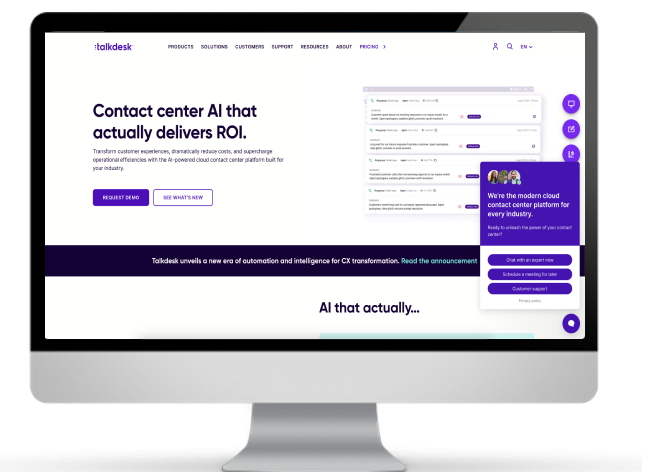 :talkdesk
PRODUCTS SOLUTIONS CUSTOMERS SUPPORT RESOURCES ABOUT PRICING > EN
Contact center AI that
actually delivers ROI.
Transform customer experiences, dramatically reduce costs, and supercharge
operational efficiencies with the AI-powered cloud contact center platform built for
your industry.
REQUEST DEMO SEE WHAT'S NEW
We're the modern cloud
contact center platform for
every industry.
Ready to unleash the power of your contact
center?
Chat with an expert now
Schedule a meeting for later
Customer support
Privacy policy
Talkdesk unveils a new era of automation and intelligence for CX transformation. Read the announcement
AI that actually...